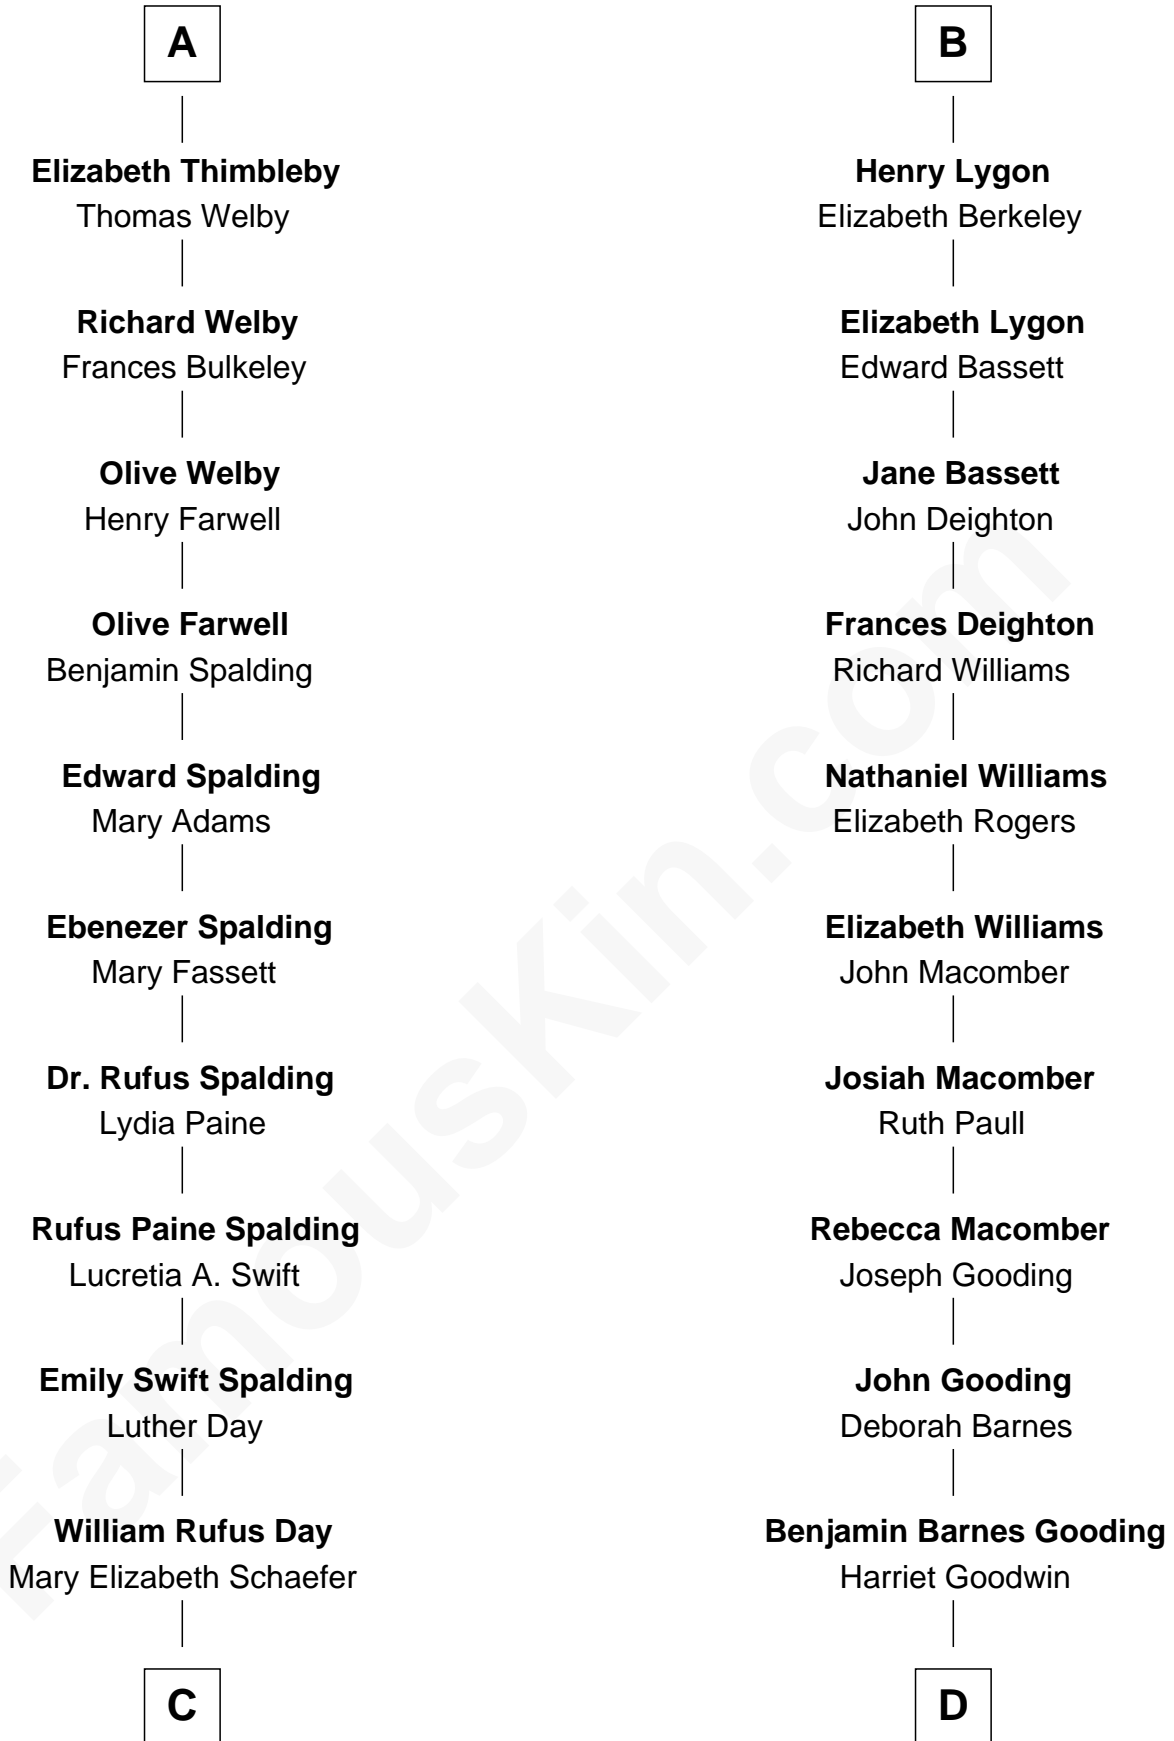 A
Elizabeth Thimbleby
Thomas Welby
Richard Welby
Frances Bulkeley
Olive Welby
Henry Farwell
Olive Farwell
Benjamin Spalding
Edward Spalding
Mary Adams
Ebenezer Spalding
Mary Fassett
Dr. Rufus Spalding
Lydia Paine
Rufus Paine Spalding
Lucretia A. Swift
Emily Swift Spalding
Luther Day
William Rufus Day
Mary Elizabeth Schaefer
C
B
Henry Lygon
Elizabeth Berkeley
Elizabeth Lygon
Edward Bassett
Jane Bassett
John Deighton
Frances Deighton
Richard Williams
Nathaniel Williams
Elizabeth Rogers
Elizabeth Williams
John Macomber
Josiah Macomber
Ruth Paull
Rebecca Macomber
Joseph Gooding
John Gooding
Deborah Barnes
Benjamin Barnes Gooding
Harriet Goodwin
D
FamousKin.com